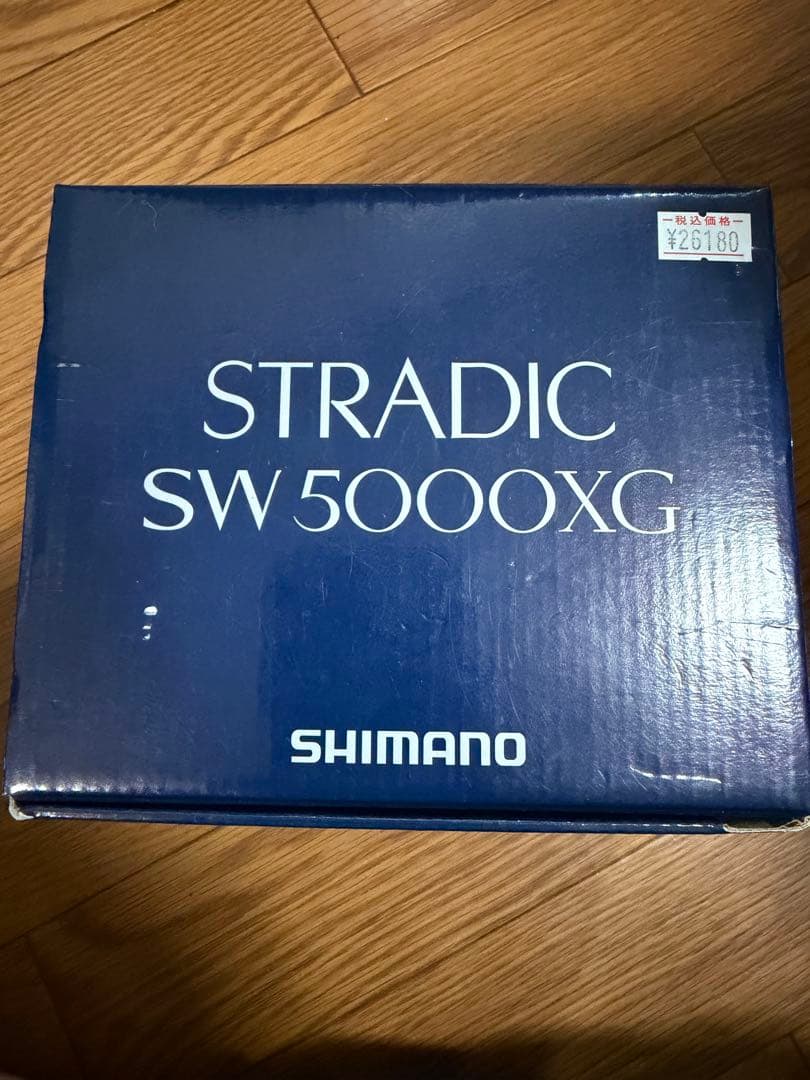 税込価格
¥26180
STRADIC
SW 5000XG
SHIMANO